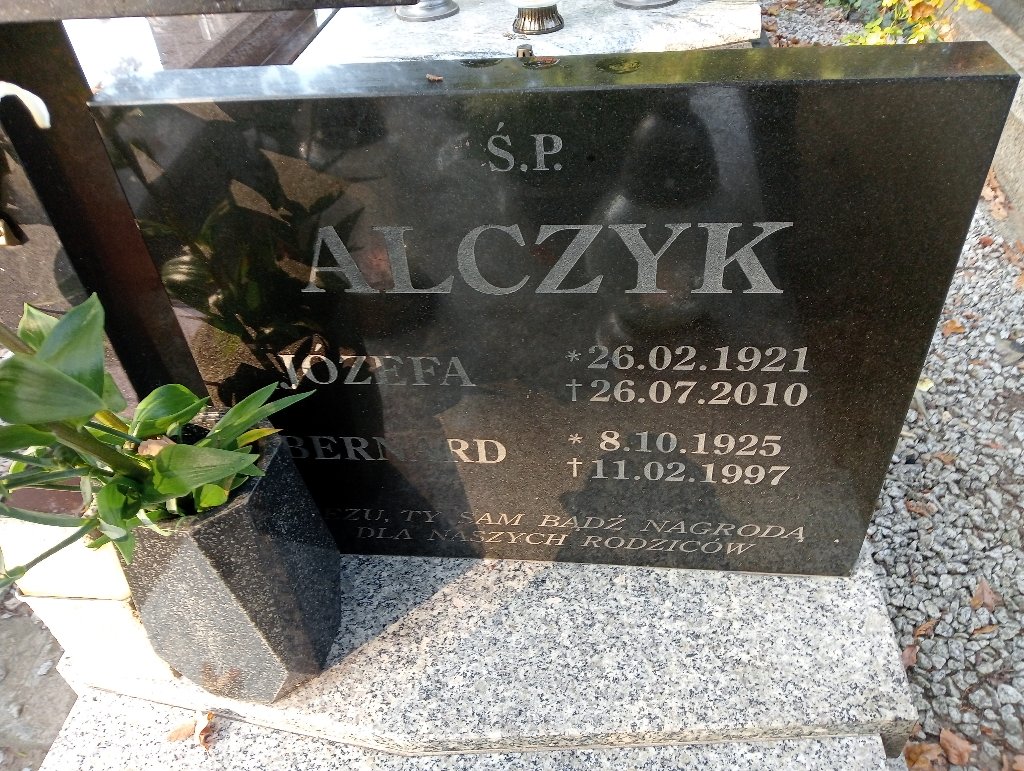 Ś.P.
ALCZYK
JÓZEFA *26.02.1921
†26.07.2010
BERNARD * 8.10.1925
†11.02.1997
TY SAM BĄDŹ NAGRODĄ
DLA NASZYCH RODZICÓW